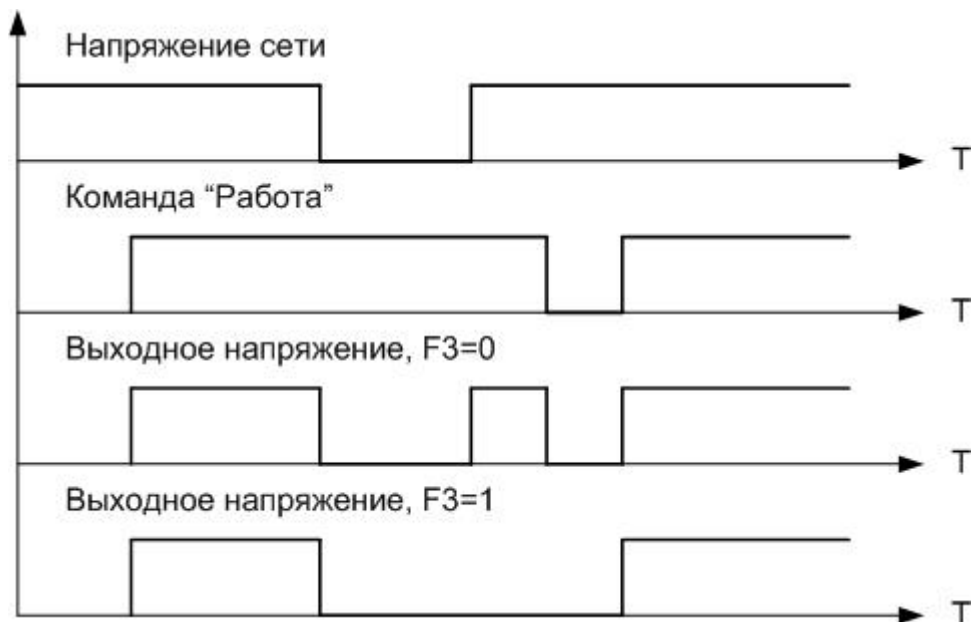 Напряжение сети
T
Команда “Работа”
T
Выходное напряжение, F3=0
T
Выходное напряжение, F3=1
T